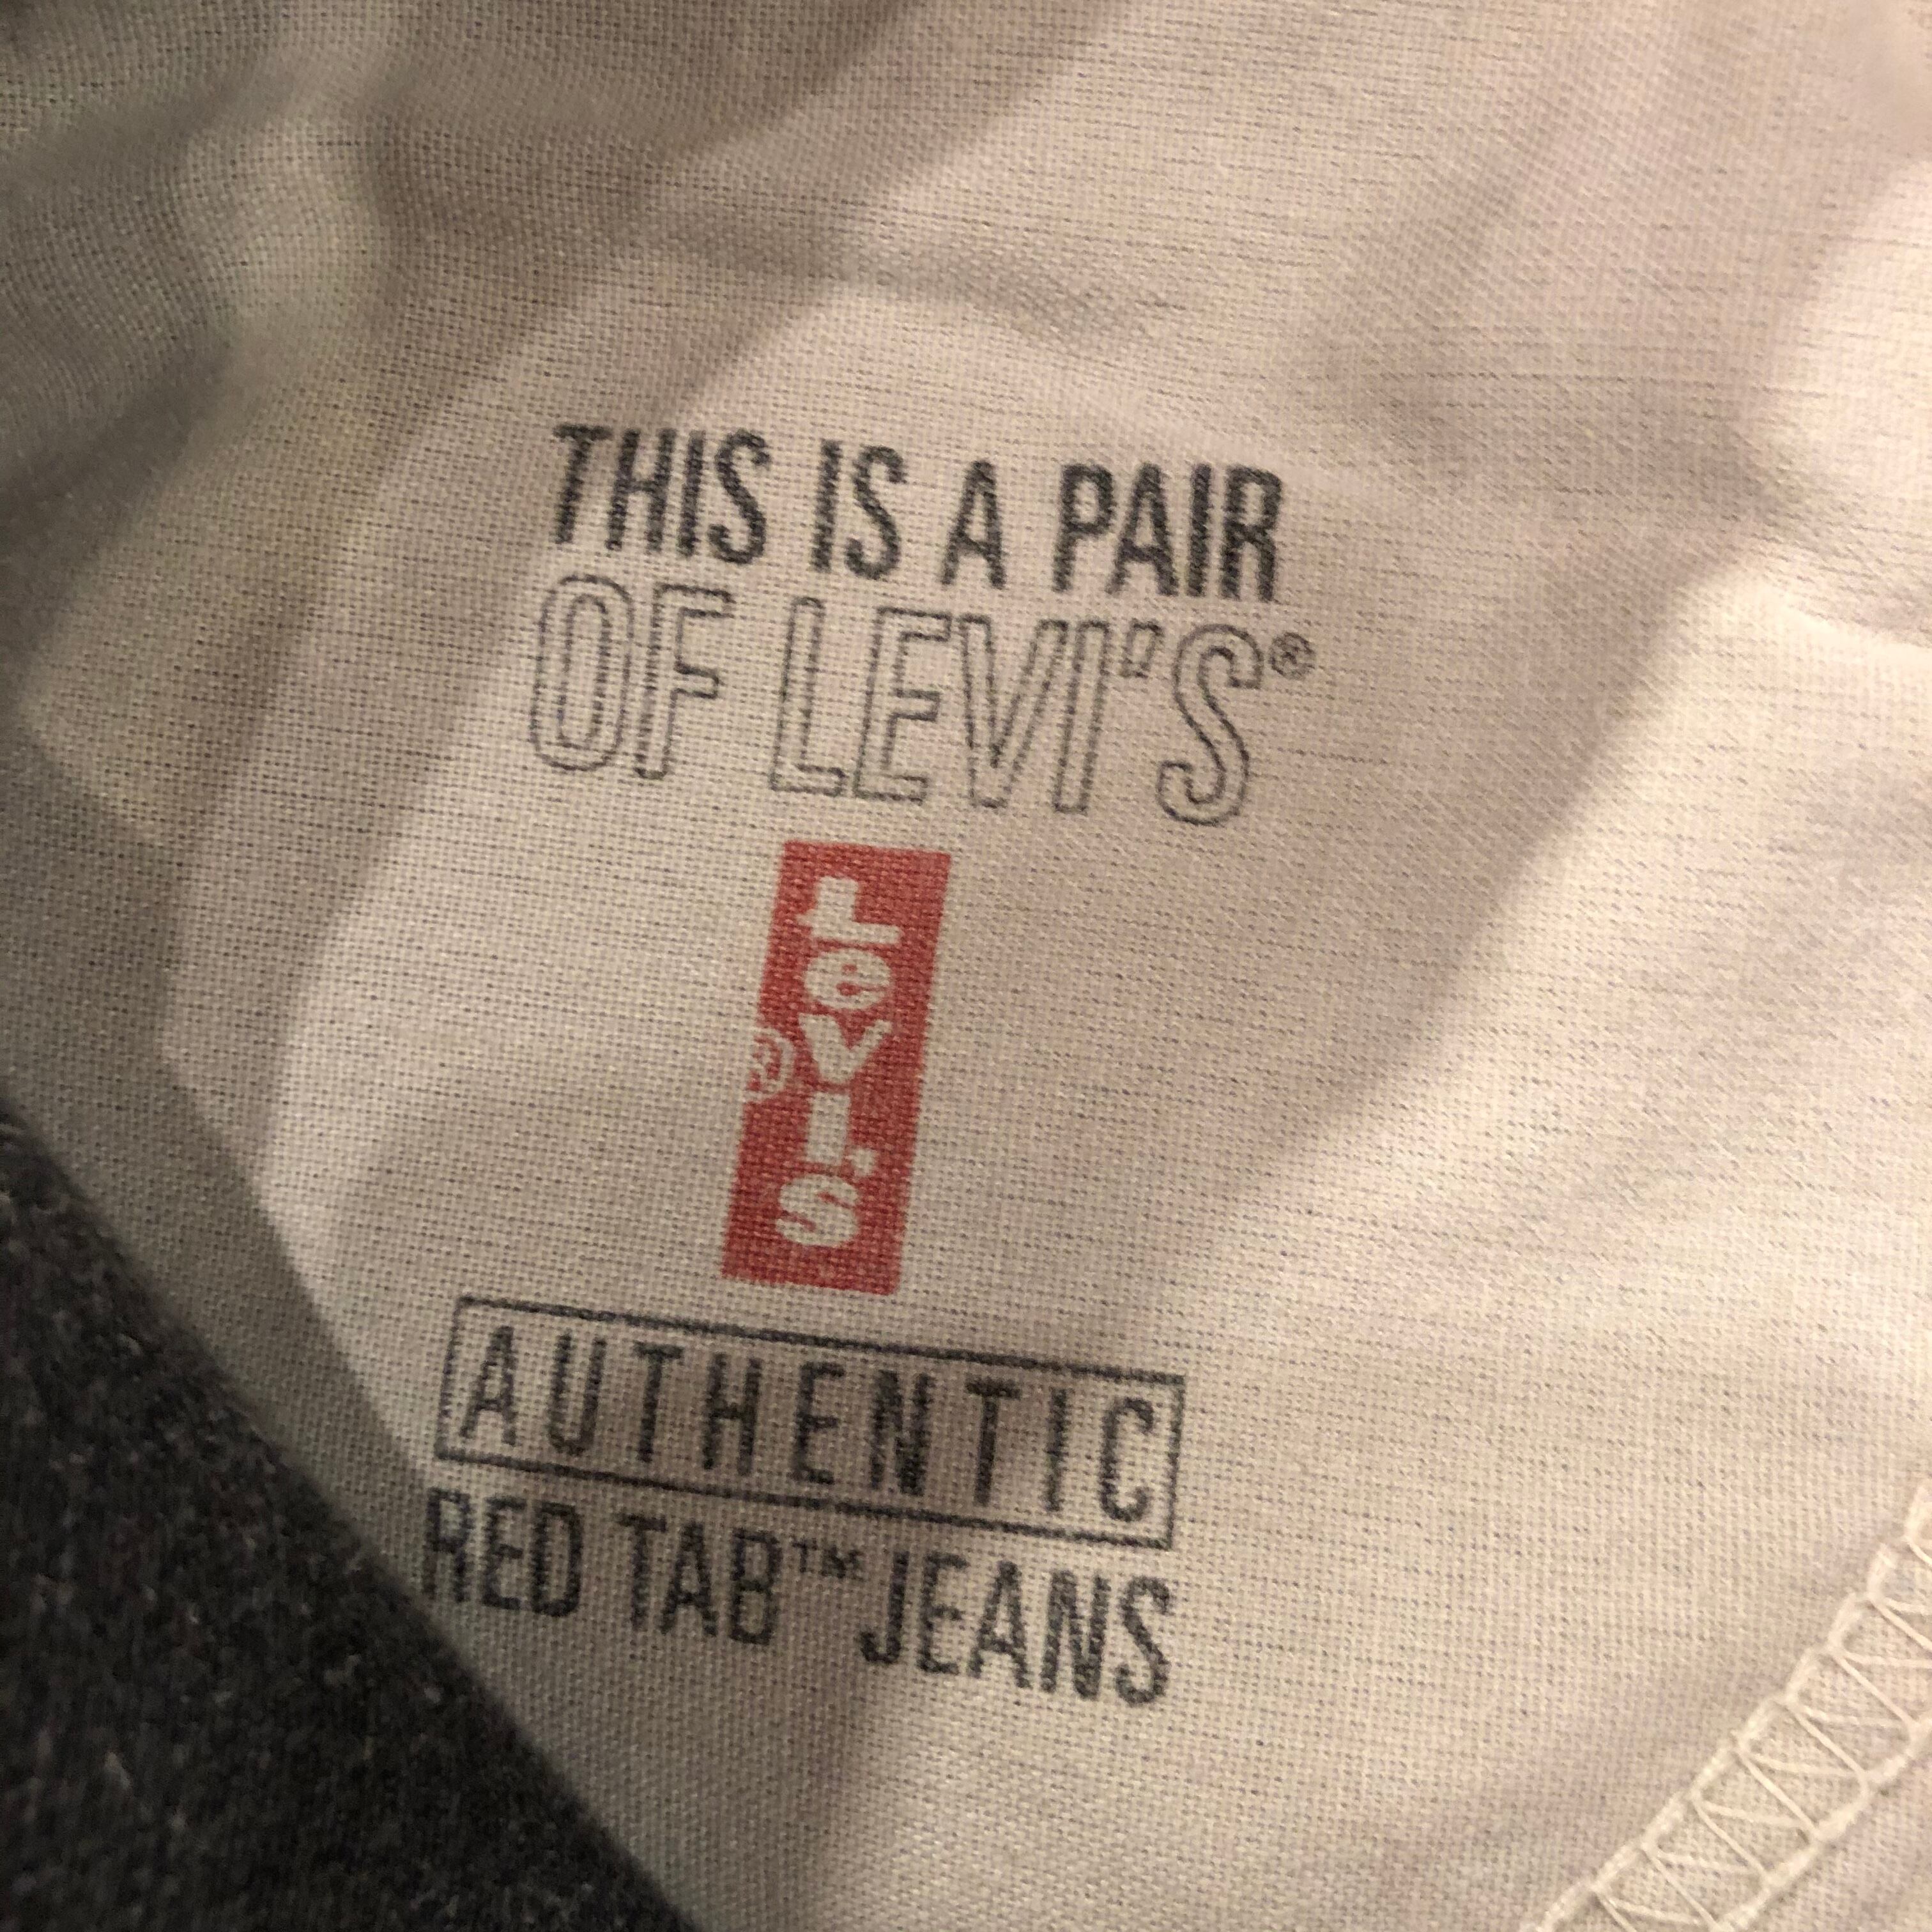 THIS IS A PAIR
OF LEVI'S®
LEVI'S
®
AUTHENTIC
RED TAB™ JEANS